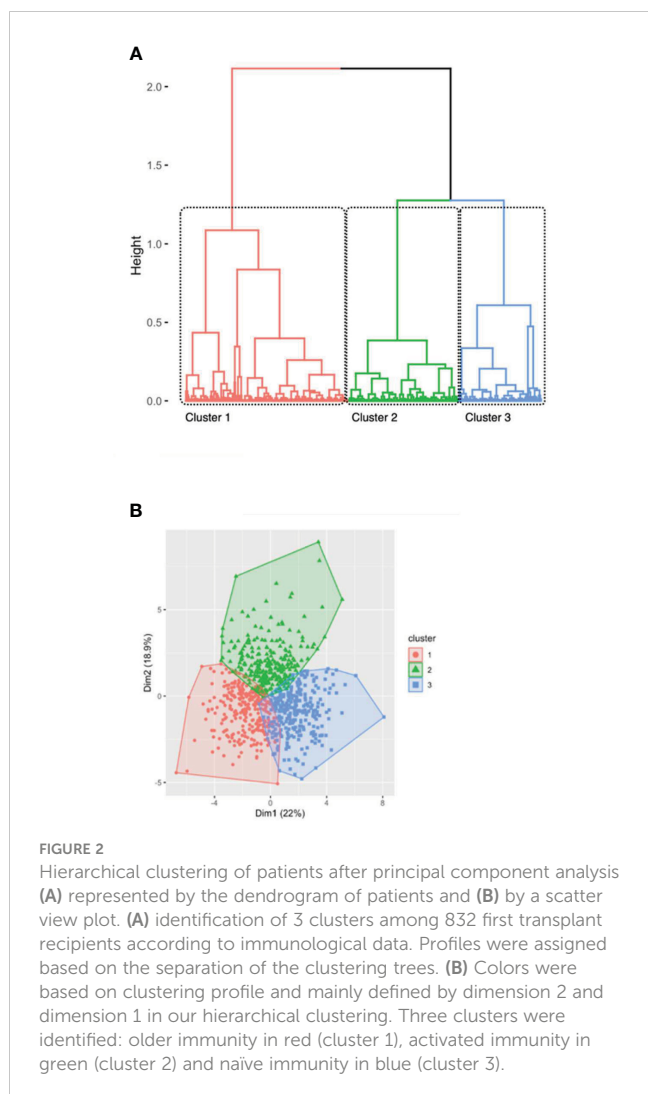 A
2.0
1.5
1.0
0.5
0.0
Height
Cluster 1 Cluster 2 Cluster 3
B
5
0
-5
Dim2 (18.9%)
-4 0 4 8
Dim1 (22%)
cluster
1
2
3
FIGURE 2
Hierarchical clustering of patients after principal component analysis
(A) represented by the dendrogram of patients and (B) by a scatter
view plot. (A) identification of 3 clusters among 832 first transplant
recipients according to immunological data. Profiles were assigned
based on the separation of the clustering trees. (B) Colors were
based on clustering profile and mainly defined by dimension 2 and
dimension 1 in our hierarchical clustering. Three clusters were
identified: older immunity in red (cluster 1), activated immunity in
green (cluster 2) and naïve immunity in blue (cluster 3).